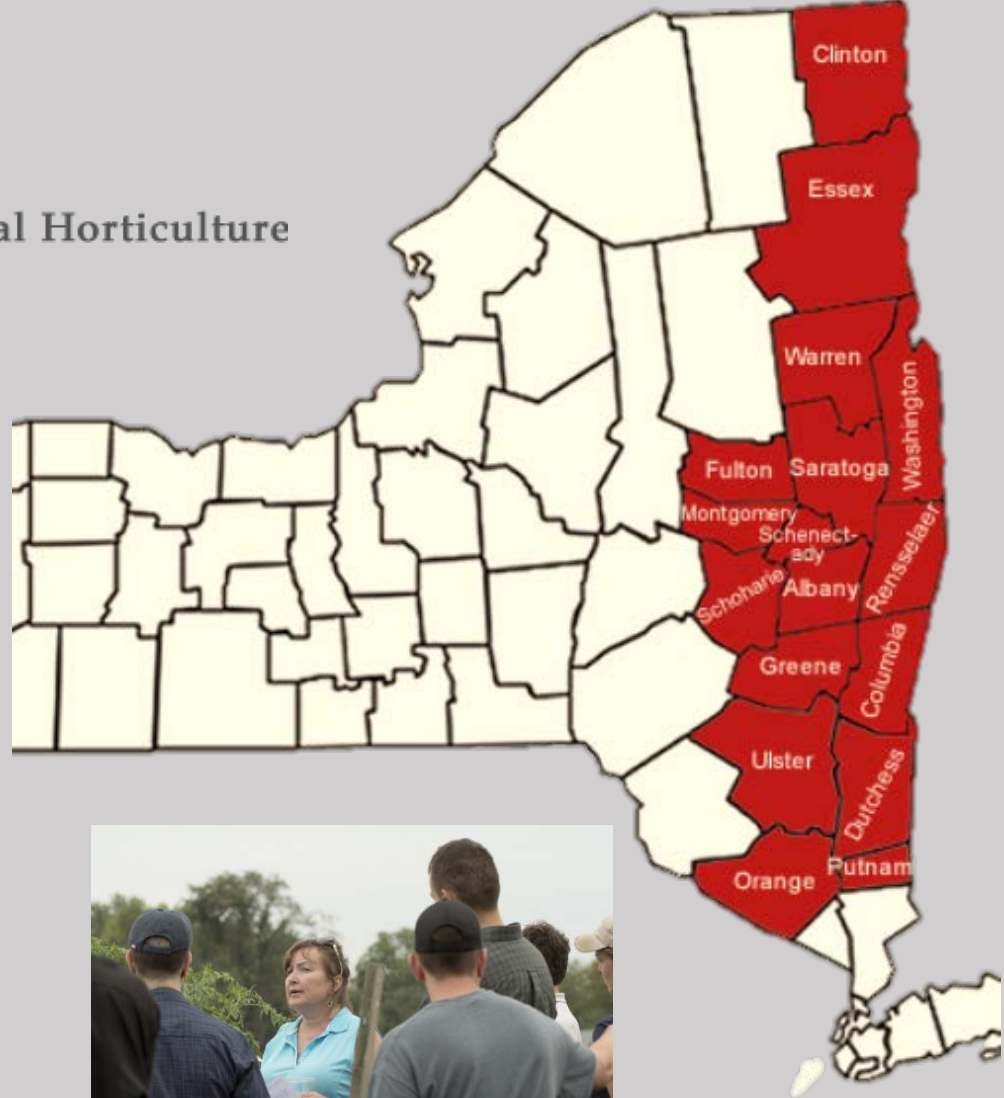 Clinton
Essex
al Horticulture
Warren
Washington
Fulton
Saratoga
Montgomery
Schenect-
ady
Rensselaer
Schoharie
Albany
Greene
Columbia
Ulster
Dutchess
Putnam
Orange